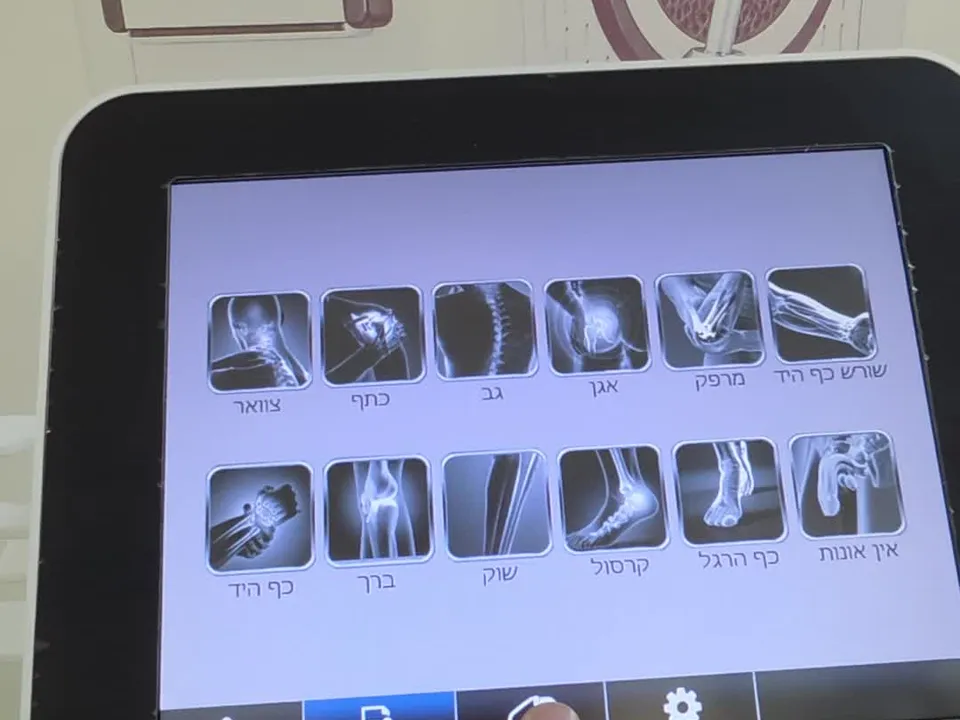 שורש כף היד
מרפק
אגן
גב
כתף
צוואר
אין אונות
כף הרגל
קרסול
שוק
ברך
כף היד